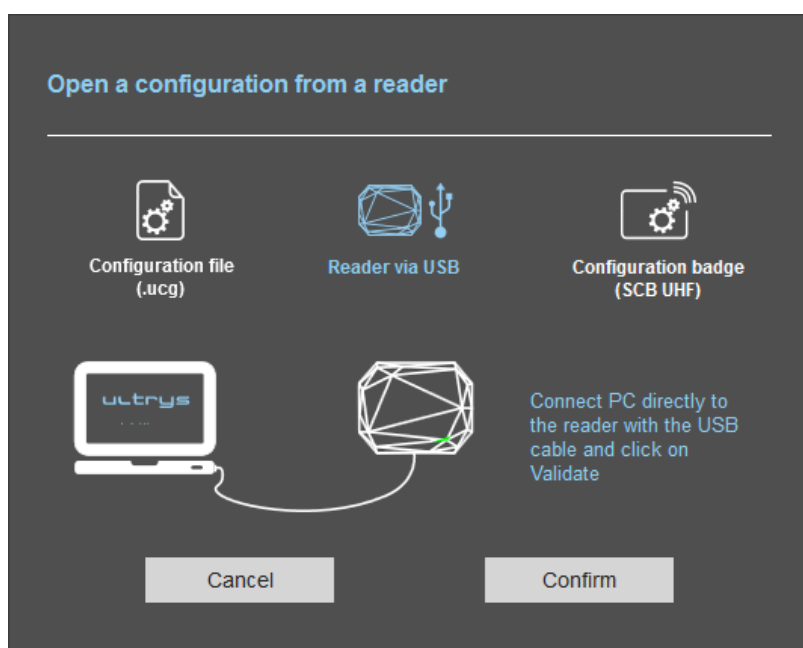 Open a configuration from a reader
Configuration file
(.ucg)
Reader via USB
Configuration badge
(SCB UHF)
ultrys
Connect PC directly to
the reader with the USB
cable and click on
Validate
Cancel
Confirm